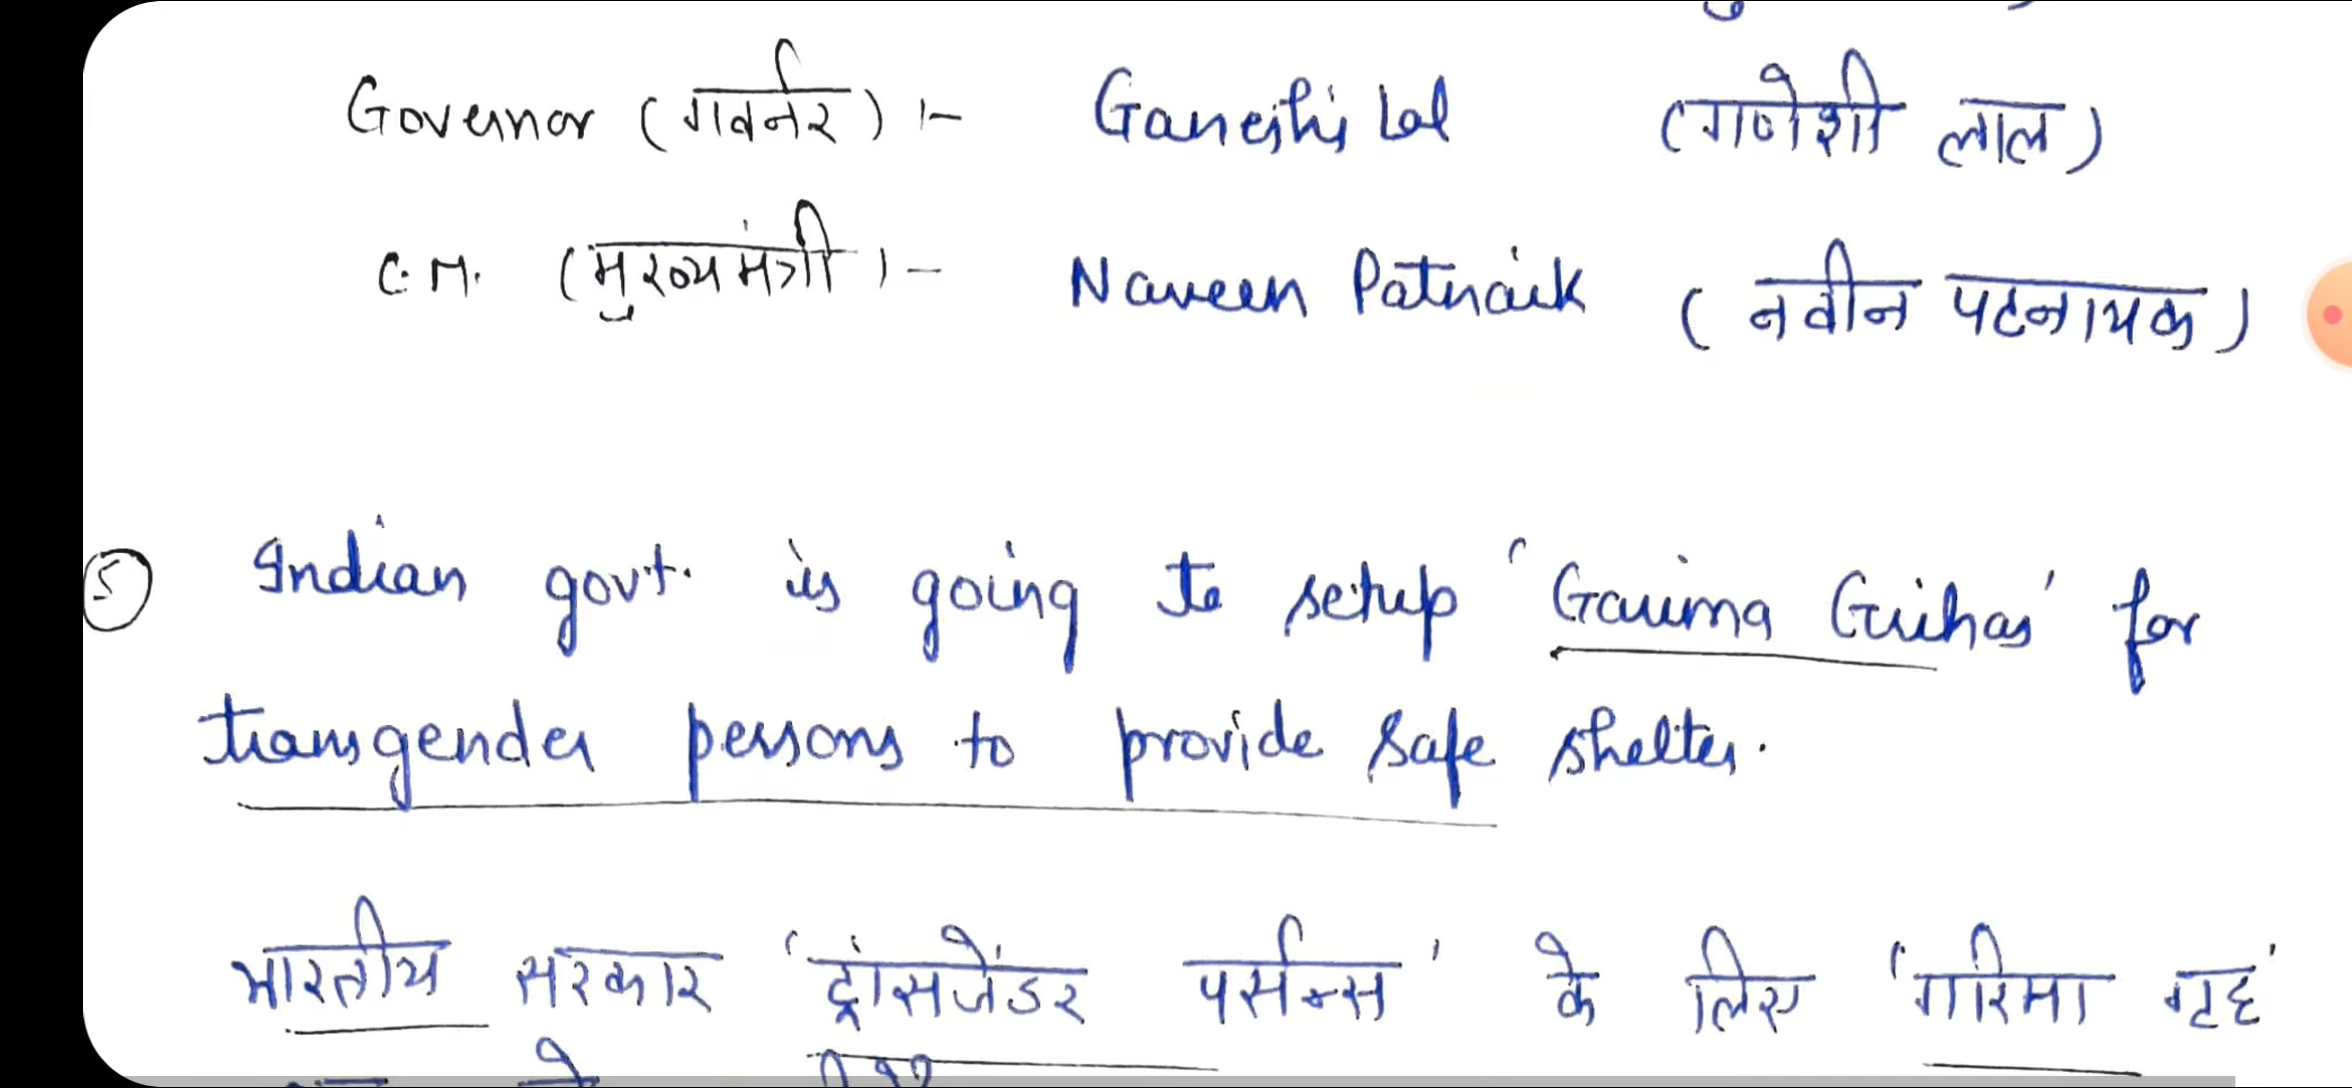 Governor (गवर्नर) :- Ganeshi Lal (गणेशी लाल)
C.M. (मुख्यमंत्री) - Naveen Patnaik (नवीन पटनायक)
⑤ Indian govt. is going to setup 'Garima Grihas' for
transgender persons to provide safe shelter.
भारतीय सरकार 'ट्रांसजेंडर पर्सन्स' के लिए 'गरिमा गृह'